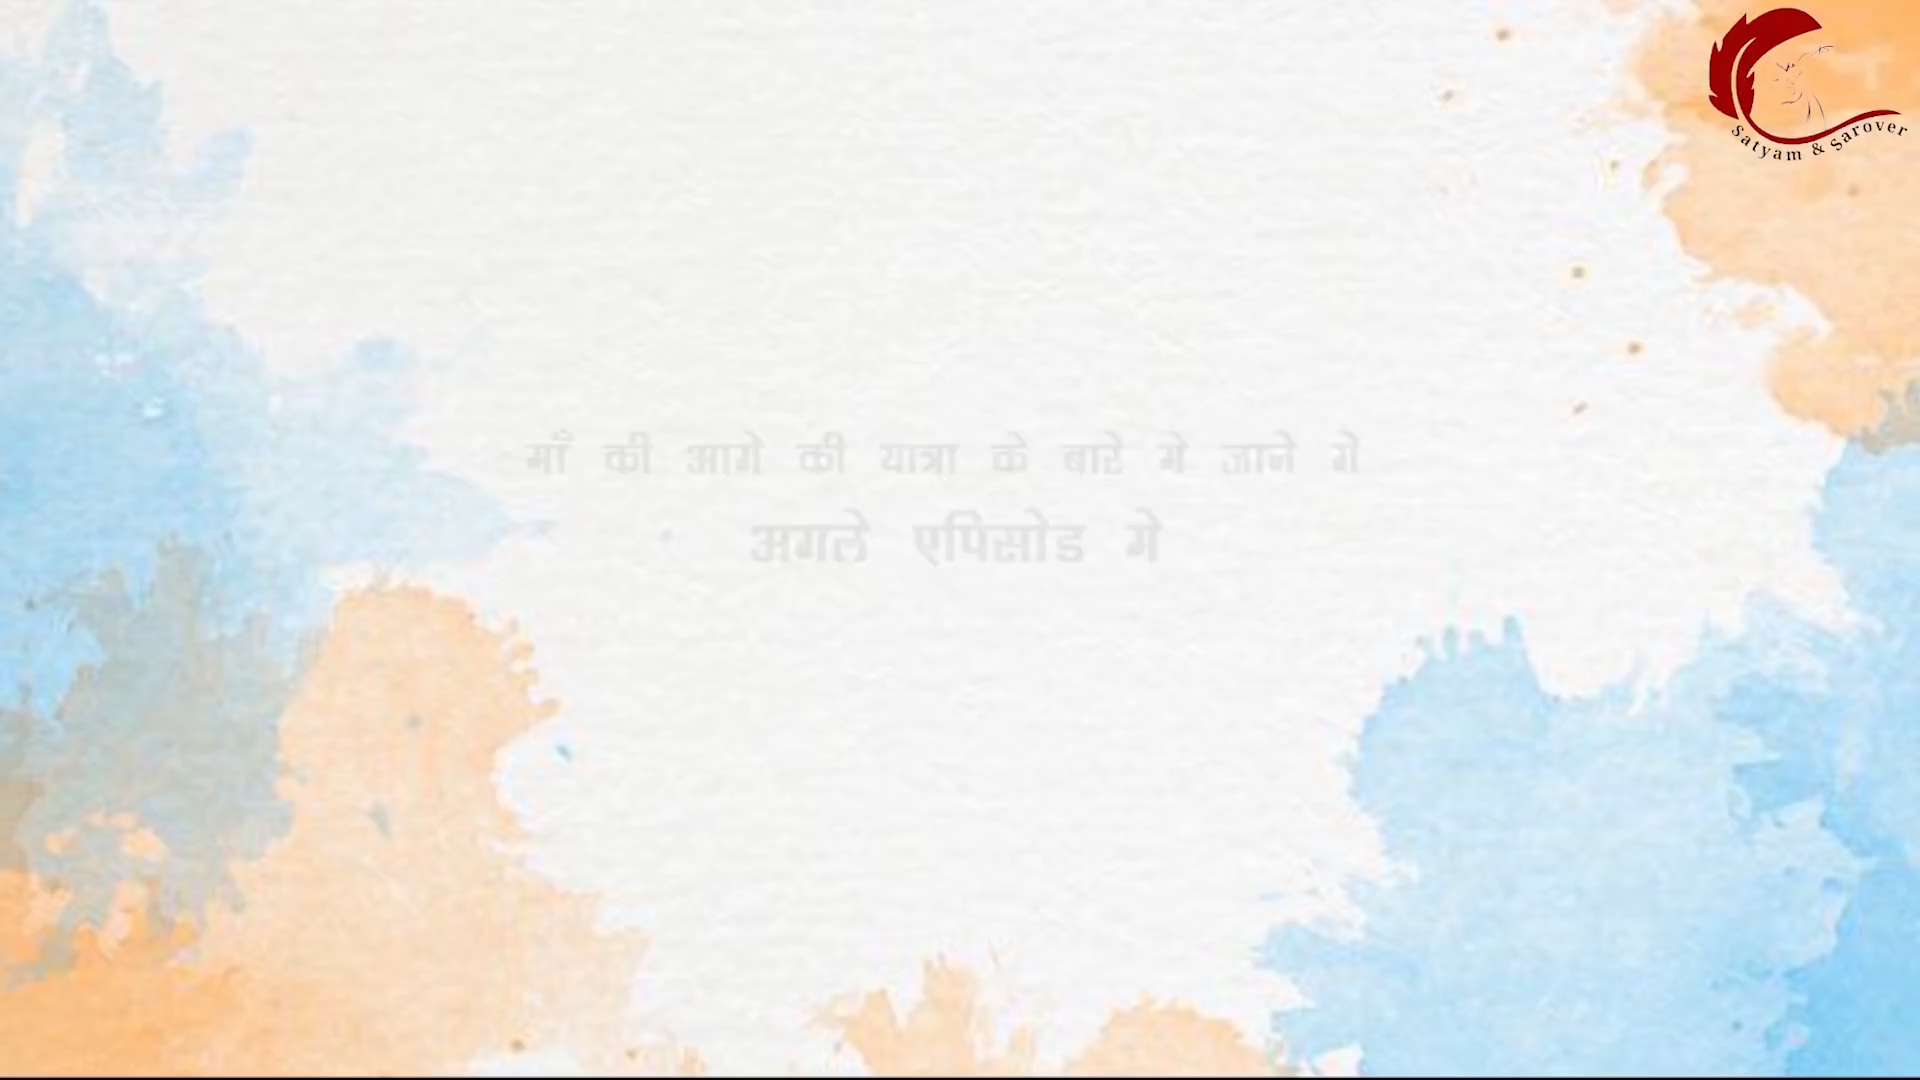 Satyam & Sarover
माँ की आगे की यात्रा के बारे मे जाने गे
अगले एपिसोड मे